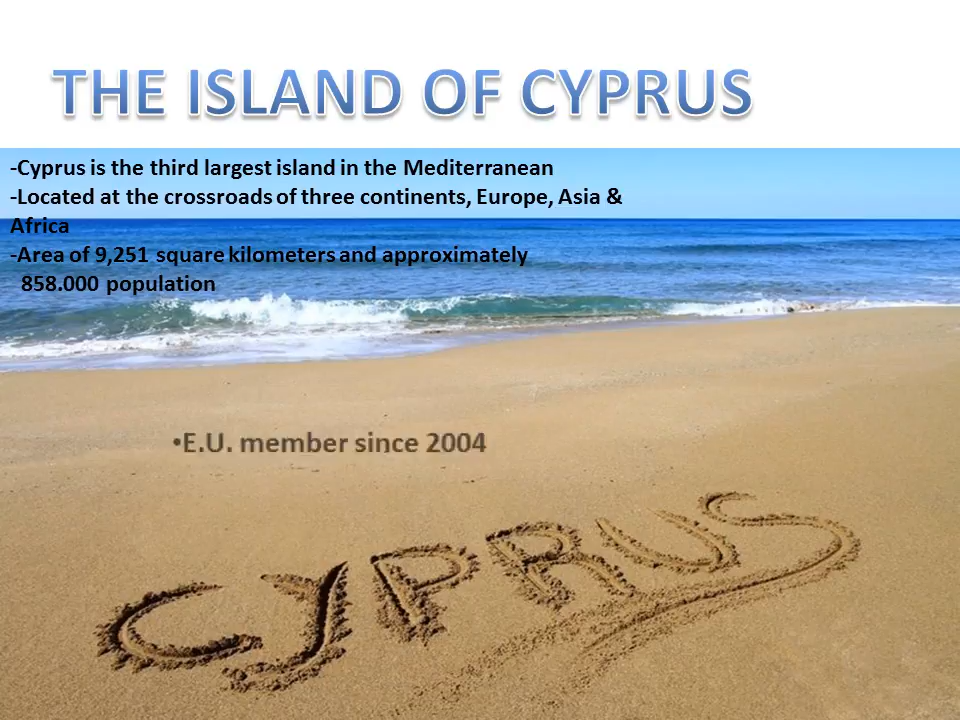 THE ISLAND OF CYPRUS
-Cyprus is the third largest island in the Mediterranean
-Located at the crossroads of three continents, Europe, Asia &
Africa
-Area of 9,251 square kilometers and approximately
858.000 population
•E.U. member since 2004
CYPRUS